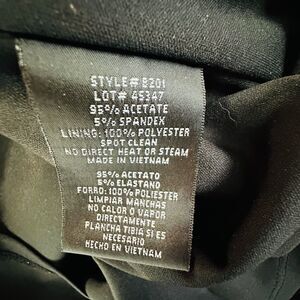 STYLE# 8201
LOT# 45347
95% ACETATE
5% SPANDEX
LINING: 100% POLYESTER
SPOT CLEAN
NO DIRECT HEAT OR STEAM
MADE IN VIETNAM
95% ACETATO
5% ELASTANO
FORRO: 100% POLIESTER
LIMPIAR MANCHAS
NO CALOR O VAPOR
DIRECTAMENTE
PLANCHA TIBIA SI ES
NECESARIO
HECHO EN VIETNAM